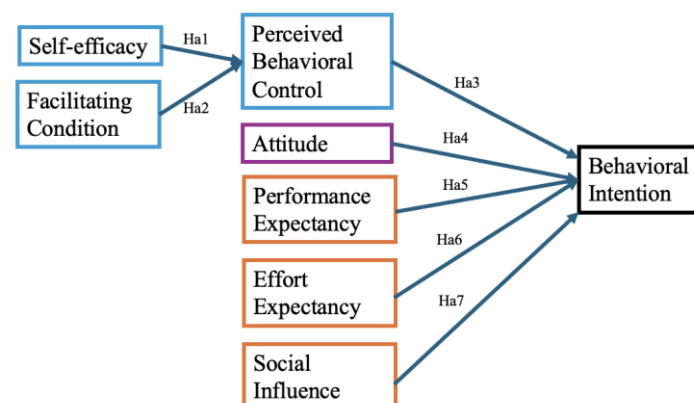 Self-efficacy
Ha1
Perceived
Behavioral
Control
Facilitating
Condition
Ha2
Ha3
Attitude
Ha4
Behavioral
Intention
Performance
Expectancy
Ha5
Effort
Expectancy
Ha6
Social
Influence
Ha7